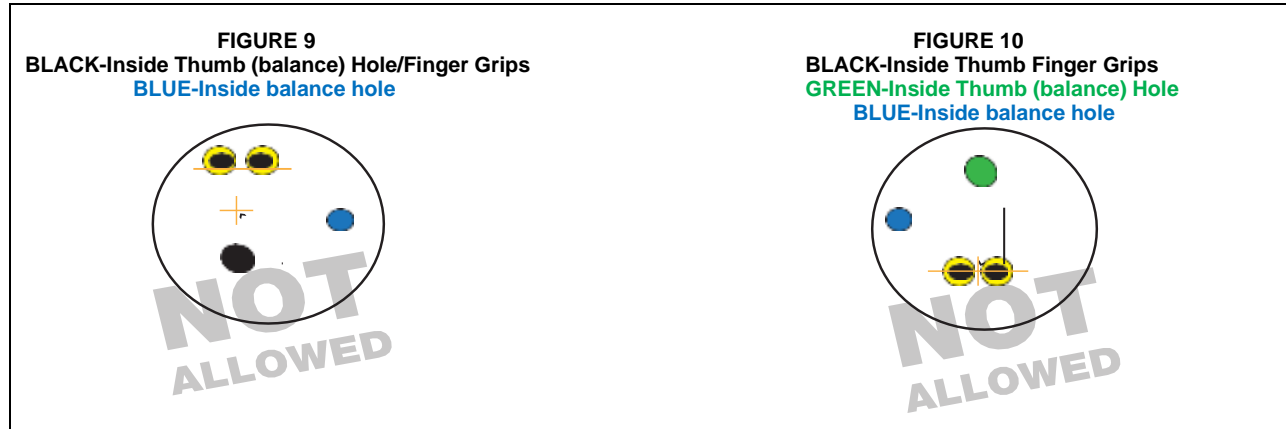 FIGURE 9
BLACK-Inside Thumb (balance) Hole/Finger Grips
BLUE-Inside balance hole
NOT
ALLOWED
FIGURE 10
BLACK-Inside Thumb Finger Grips
GREEN-Inside Thumb (balance) Hole
BLUE-Inside balance hole
NOT
ALLOWED